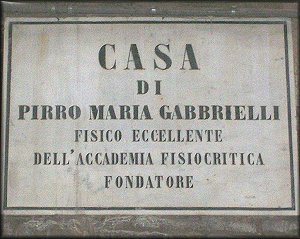 CASA
DI
PIRRO MARIA GABBRIELLI
FISICO ECCELLENTE
DELL'ACCADEMIA FISIOCRITICA
FONDATORE